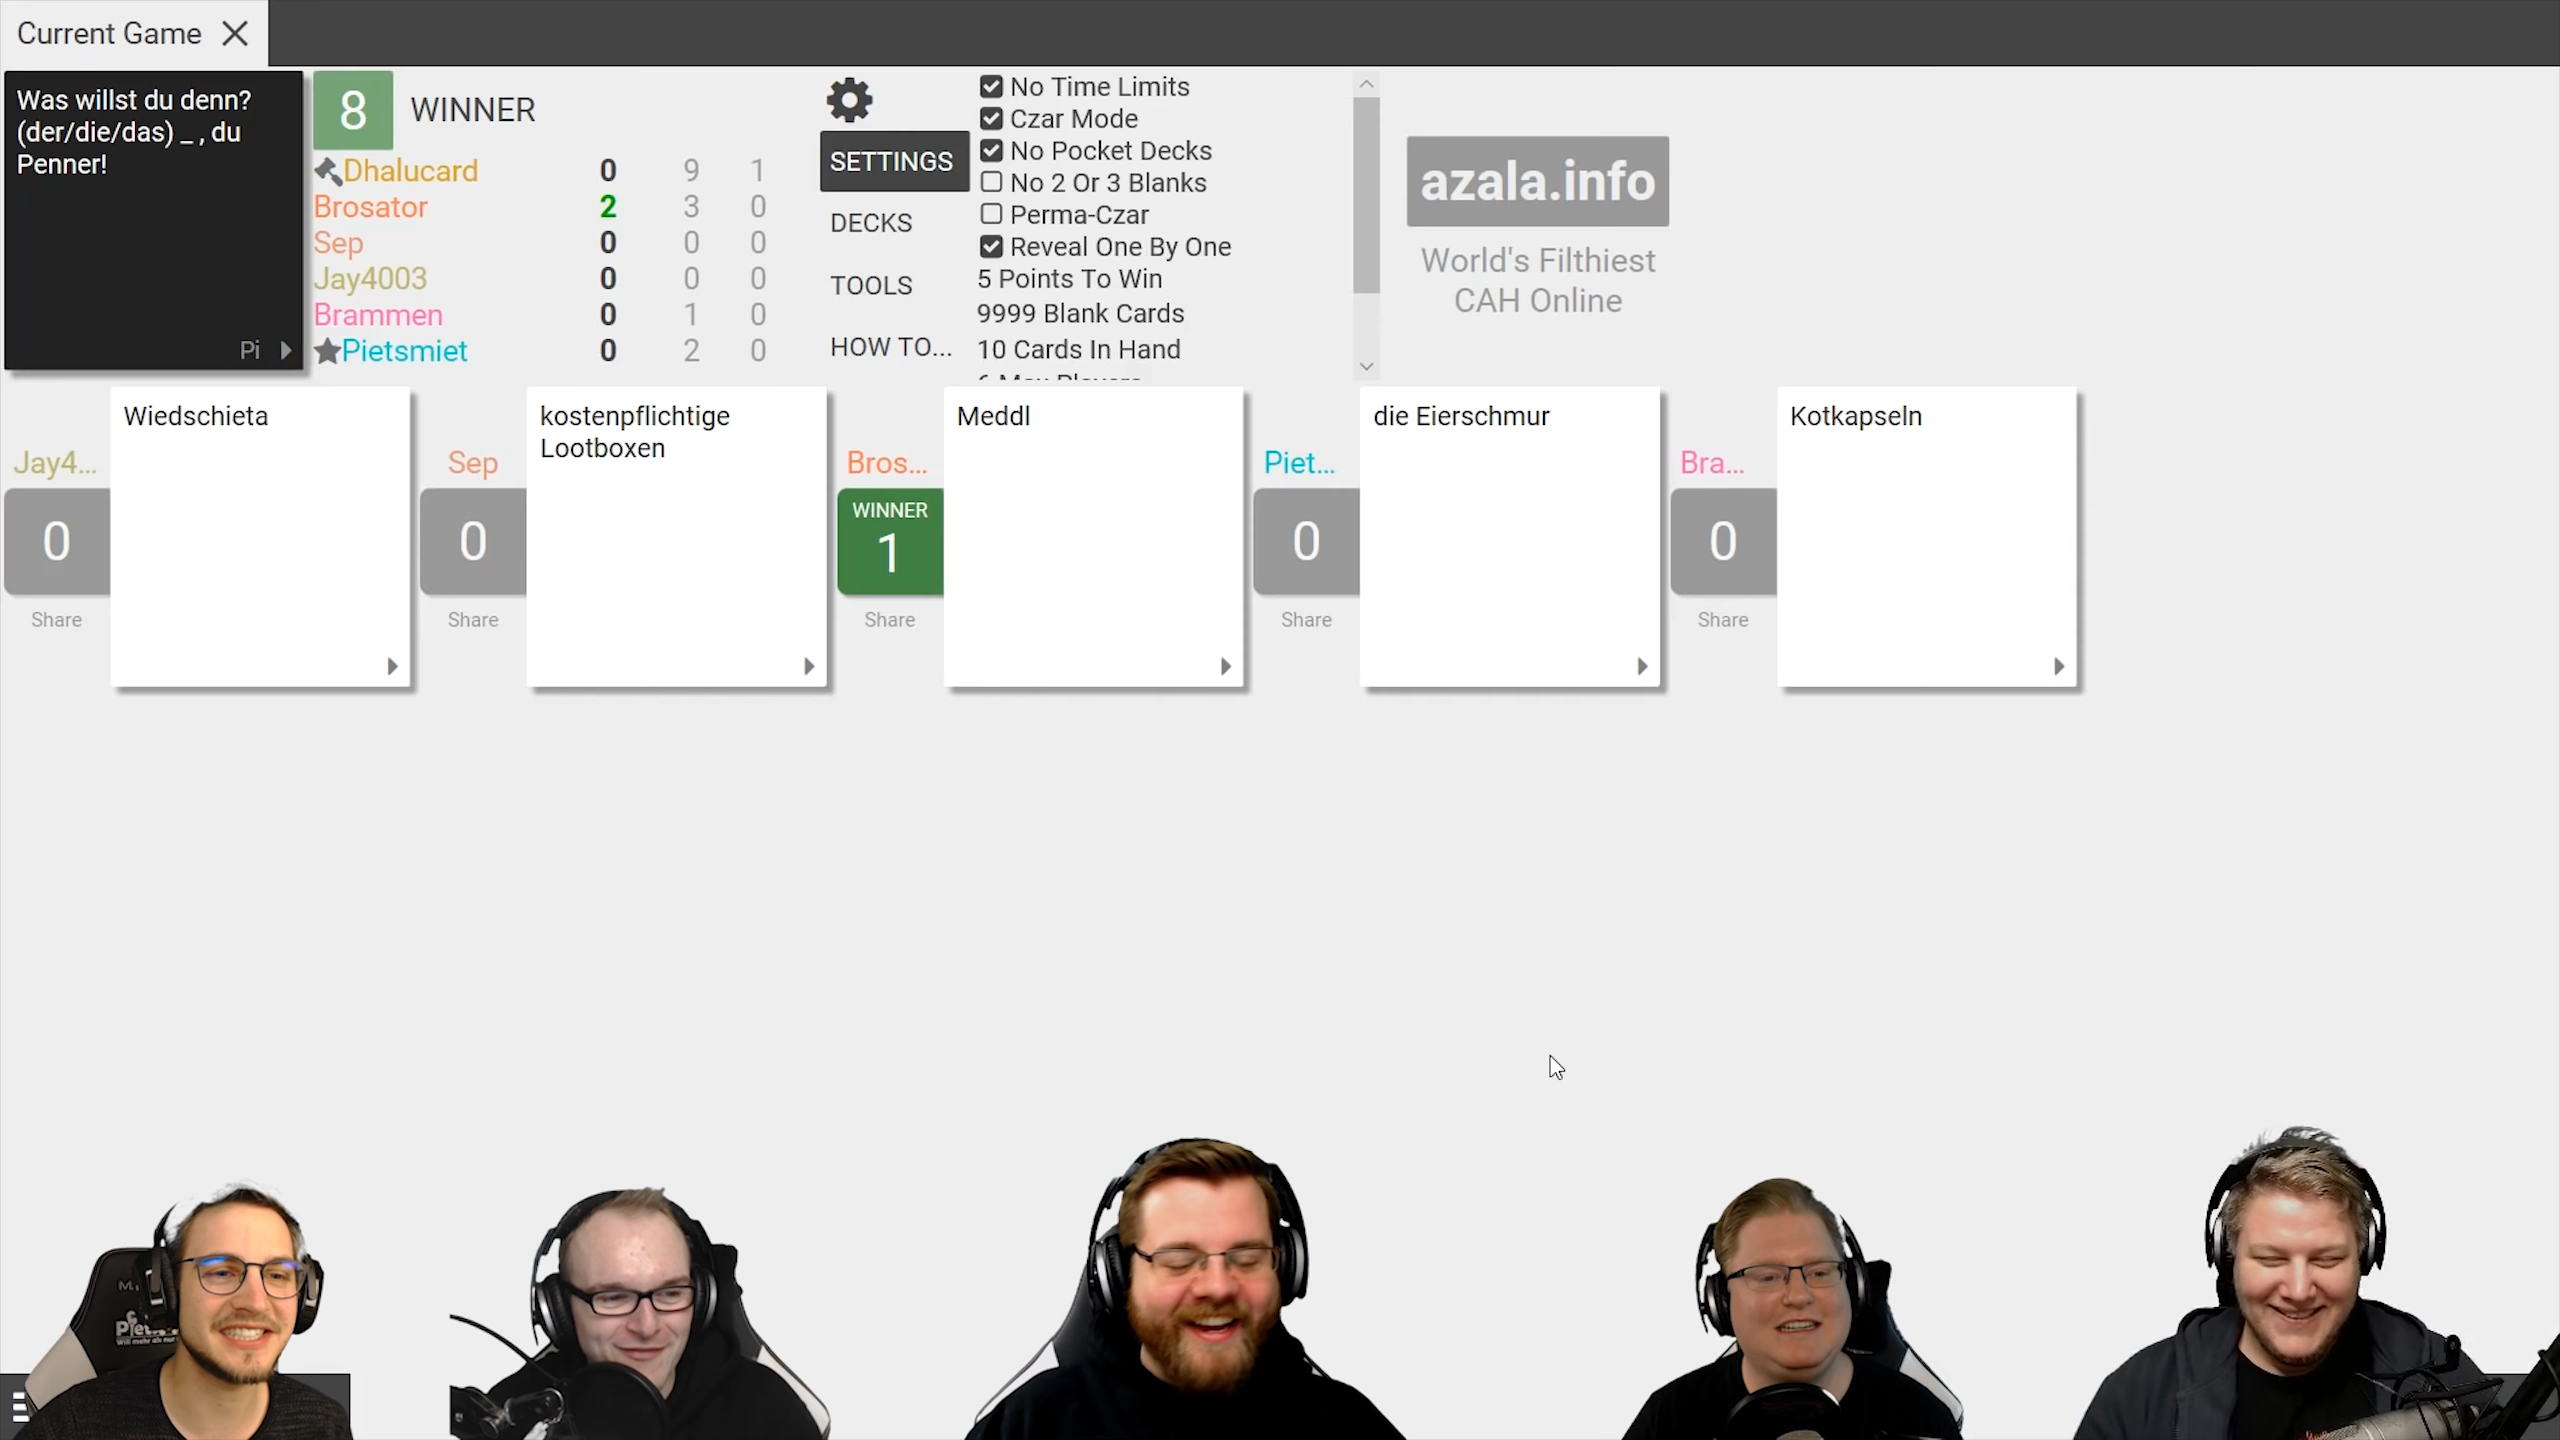 Current Game
Was willst du denn?
(der/die/das) _ , du
Penner!
Pi
8 WINNER
Dhalucard 0 9 1
Brosator 2 3 0
Sep 0 0 0
Jay4003 0 0 0
Brammen 0 1 0
Pietsmiet 0 2 0
SETTINGS
DECKS
TOOLS
HOW TO...
No Time Limits
Czar Mode
No Pocket Decks
No 2 Or 3 Blanks
Perma-Czar
Reveal One By One
5 Points To Win
9999 Blank Cards
10 Cards In Hand
6 Max Players
azala.info
World's Filthiest
CAH Online
Jay4...
0
Share
Wiedschieta
Sep
0
Share
kostenpflichtige
Lootboxen
Bros...
WINNER
1
Share
Meddl
Piet...
0
Share
die Eierschmur
Bra...
0
Share
Kotkapseln